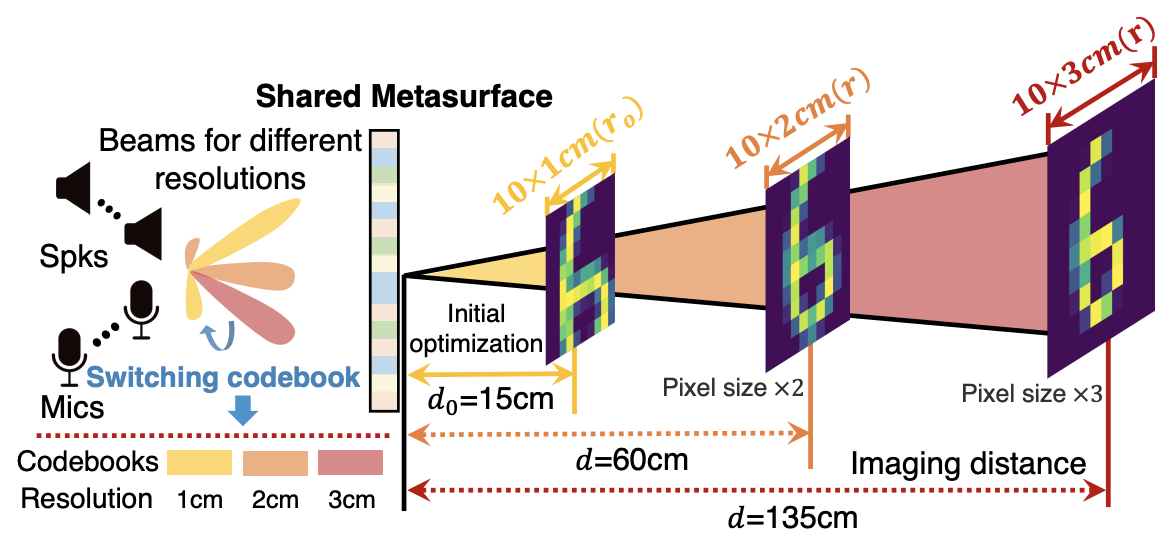 Shared Metasurface
Beams for different
resolutions
Spks
Mics
Switching codebook
Codebooks
Resolution 1cm 2cm 3cm
10×1cm(r₀)
10×2cm(r)
10×3cm(r)
Initial
optimization
d₀=15cm
Pixel size ×2
Pixel size ×3
d=60cm
Imaging distance
d=135cm